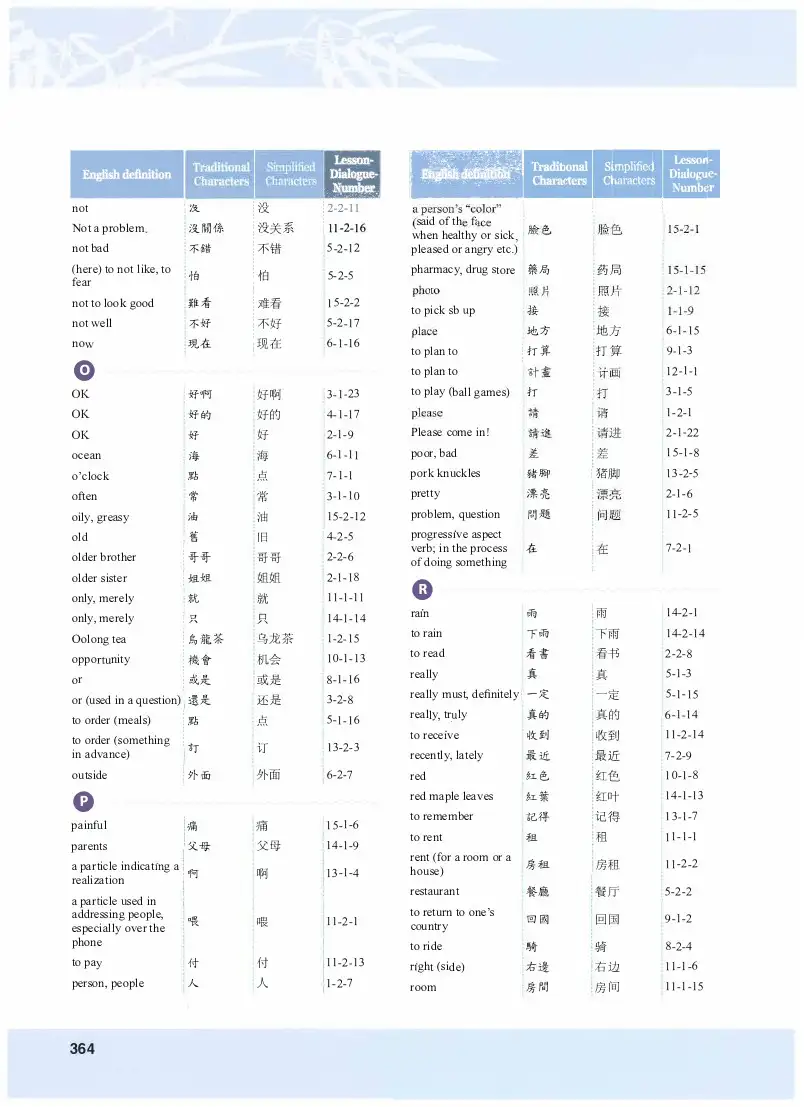 English definition Traditional Characters Simplified Characters Lesson-Dialogue-Number
not 沒 没 2-2-11
Not a problem. 沒關係 没关系 11-2-16
not bad 不錯 不错 5-2-12
(here) to not like, to
fear 怕 怕 5-2-5
not to look good 難看 难看 15-2-2
not well 不好 不好 5-2-17
now 現在 现在 6-1-16
O
OK 好啊 好啊 3-1-23
OK 好的 好的 4-1-17
OK 好 好 2-1-9
ocean 海 海 6-1-11
o'clock 點 点 7-1-1
often 常 常 3-1-10
oily, greasy 油 油 15-2-12
old 舊 旧 4-2-5
older brother 哥哥 哥哥 2-2-6
older sister 姐姐 姐姐 2-1-18
only, merely 就 就 11-1-11
only, merely 只 只 14-1-14
Oolong tea 烏龍茶 乌龙茶 1-2-15
opportunity 機會 机会 10-1-13
or 或是 或是 8-1-16
or (used in a question) 還是 还是 3-2-8
to order (meals) 點 点 5-1-16
to order (something
in advance) 訂 订 13-2-3
outside 外面 外面 6-2-7
P
painful 痛 痛 15-1-6
parents 父母 父母 14-1-9
a particle indicating a
realization 啊 啊 13-1-4
a particle used in
addressing people,
especially over the
phone 喂 喂 11-2-1
to pay 付 付 11-2-13
person, people 人 人 1-2-7
English definition Traditional Characters Simplified Characters Lesson-Dialogue-Number
a person's “color”
(said of the face
when healthy or sick,
pleased or angry etc.) 臉色 脸色 15-2-1
pharmacy, drug store 藥局 药局 15-1-15
photo 照片 照片 2-1-12
to pick sb up 接 接 1-1-9
place 地方 地方 6-1-15
to plan to 打算 打算 9-1-3
to plan to 計畫 计画 12-1-1
to play (ball games) 打 打 3-1-5
please 請 请 1-2-1
Please come in! 請進 请进 2-1-22
poor, bad 差 差 15-1-8
pork knuckles 豬腳 猪脚 13-2-5
pretty 漂亮 漂亮 2-1-6
problem, question 問題 问题 11-2-5
progressive aspect
verb; in the process
of doing something 在 在 7-2-1
R
rain 雨 雨 14-2-1
to rain 下雨 下雨 14-2-14
to read 看書 看书 2-2-8
really 真 真 5-1-3
really must, definitely 一定 一定 5-1-15
really, truly 真的 真的 6-1-14
to receive 收到 收到 11-2-14
recently, lately 最近 最近 7-2-9
red 紅色 红色 10-1-8
red maple leaves 紅葉 红叶 14-1-13
to remember 記得 记得 13-1-7
to rent 租 租 11-1-1
rent (for a room or a
house) 房租 房租 11-2-2
restaurant 餐廳 餐厅 5-2-2
to return to one's
country 回國 回国 9-1-2
to ride 騎 骑 8-2-4
right (side) 右邊 右边 11-1-6
room 房間 房间 11-1-15
364